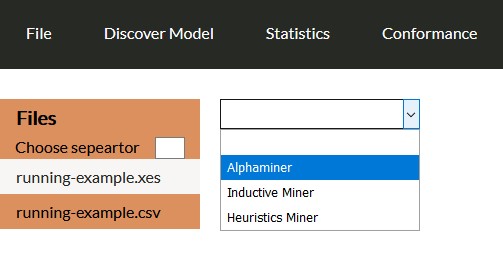 File Discover Model Statistics Conformance
Files
Choose sepeartor
running-example.xes
running-example.csv
Alphaminer
Inductive Miner
Heuristics Miner